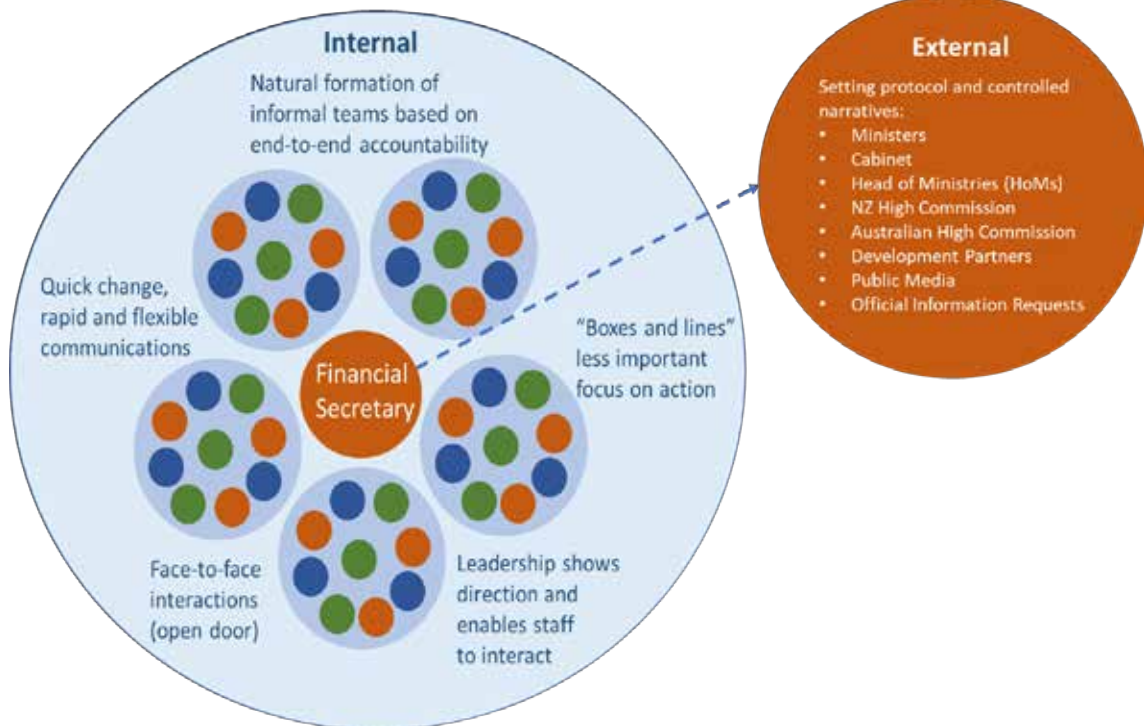 Internal
Natural formation of
informal teams based on
end-to-end accountability
Quick change,
rapid and flexible
communications
Financial
Secretary
"Boxes and lines"
less important
focus on action
Face-to-face
interactions
(open door)
Leadership shows
direction and
enables staff
to interact
External
Setting protocol and controlled
narratives:
• Ministers
• Cabinet
• Head of Ministries (HoMs)
• NZ High Commission
• Australian High Commission
• Development Partners
• Public Media
• Official Information Requests